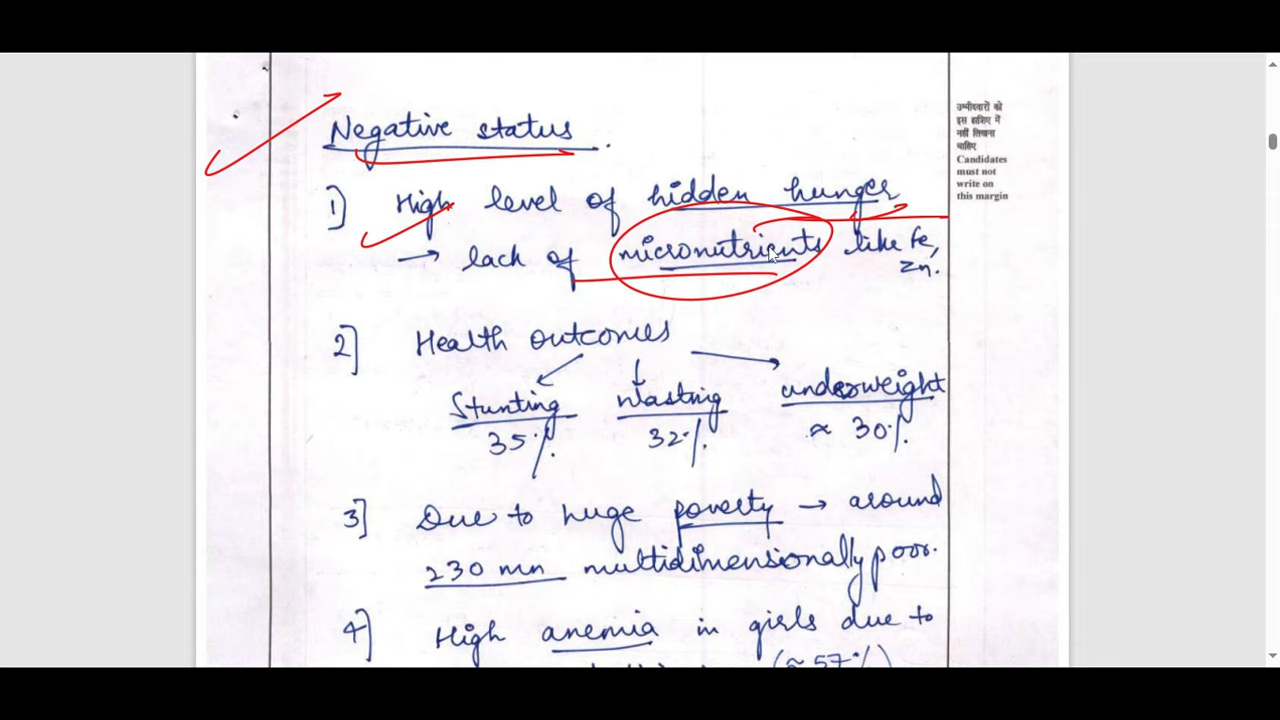 उम्मीदवारों को
इस हाशिए में
नहीं लिखना
चाहिए
Candidates
must not
write on
this margin
Negative status.
1] High level of hidden hunger
→ lack of micronutrients like Fe,
Zn.
2] Health outcomes
Stunting wasting underweight
35%. 32%. ≈ 30%.
3] Due to huge poverty → around
230 mn multidimensionally poor.
4] High anemia in girls due to
(≈57%)